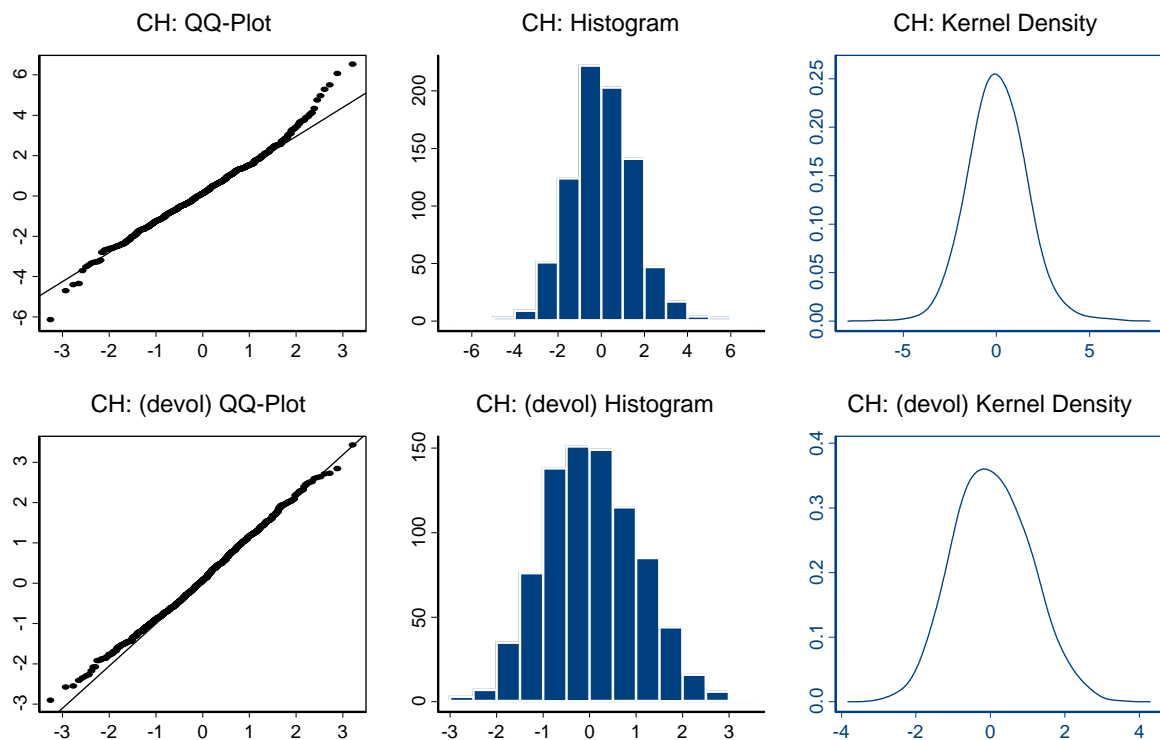 CH: QQ-Plot
6
4
2
0
-2
-4
-6
-3 -2 -1 0 1 2 3
CH: Histogram
200
150
100
50
0
-6 -4 -2 0 2 4 6
CH: Kernel Density
0.25
0.20
0.15
0.10
0.05
0.00
-5 0 5
CH: (devol) QQ-Plot
3
2
1
0
-1
-2
-3
-3 -2 -1 0 1 2 3
CH: (devol) Histogram
150
100
50
0
-3 -2 -1 0 1 2 3
CH: (devol) Kernel Density
0.4
0.3
0.2
0.1
0.0
-4 -2 0 2 4